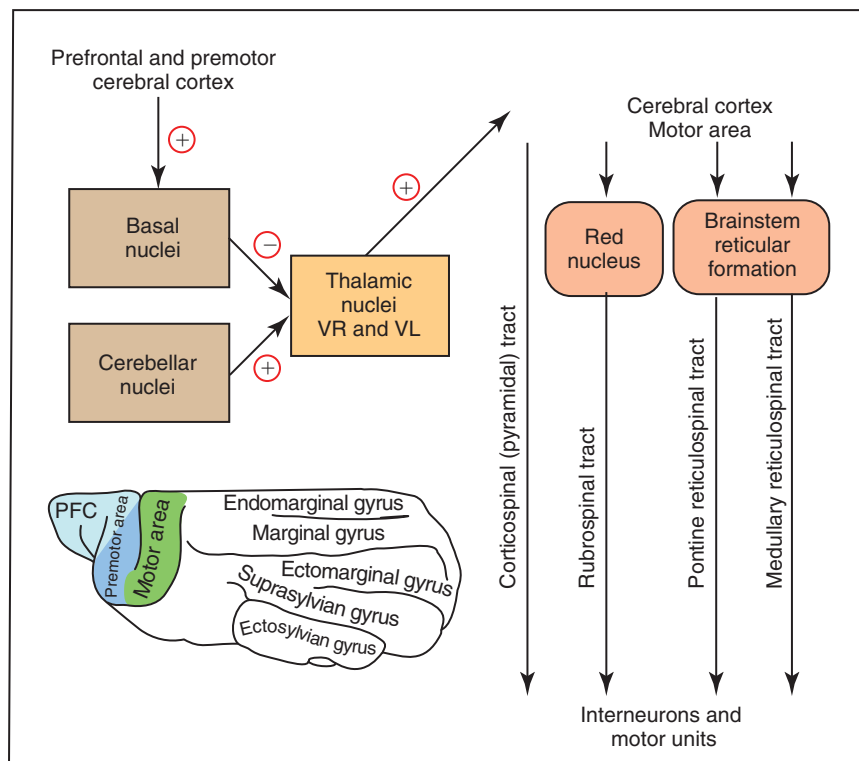 Prefrontal and premotor
cerebral cortex
+
Basal
nuclei
−
Cerebellar
nuclei
+
Thalamic
nuclei
VR and VL
+
Cerebral cortex
Motor area
Red
nucleus
Brainstem
reticular
formation
Corticospinal (pyramidal) tract
Rubrospinal tract
Pontine reticulospinal tract
Medullary reticulospinal tract
Interneurons and
motor units
PFC
Premotor area
Motor area
Endomarginal gyrus
Marginal gyrus
Ectomarginal gyrus
Suprasylvian gyrus
Ectosylvian gyrus